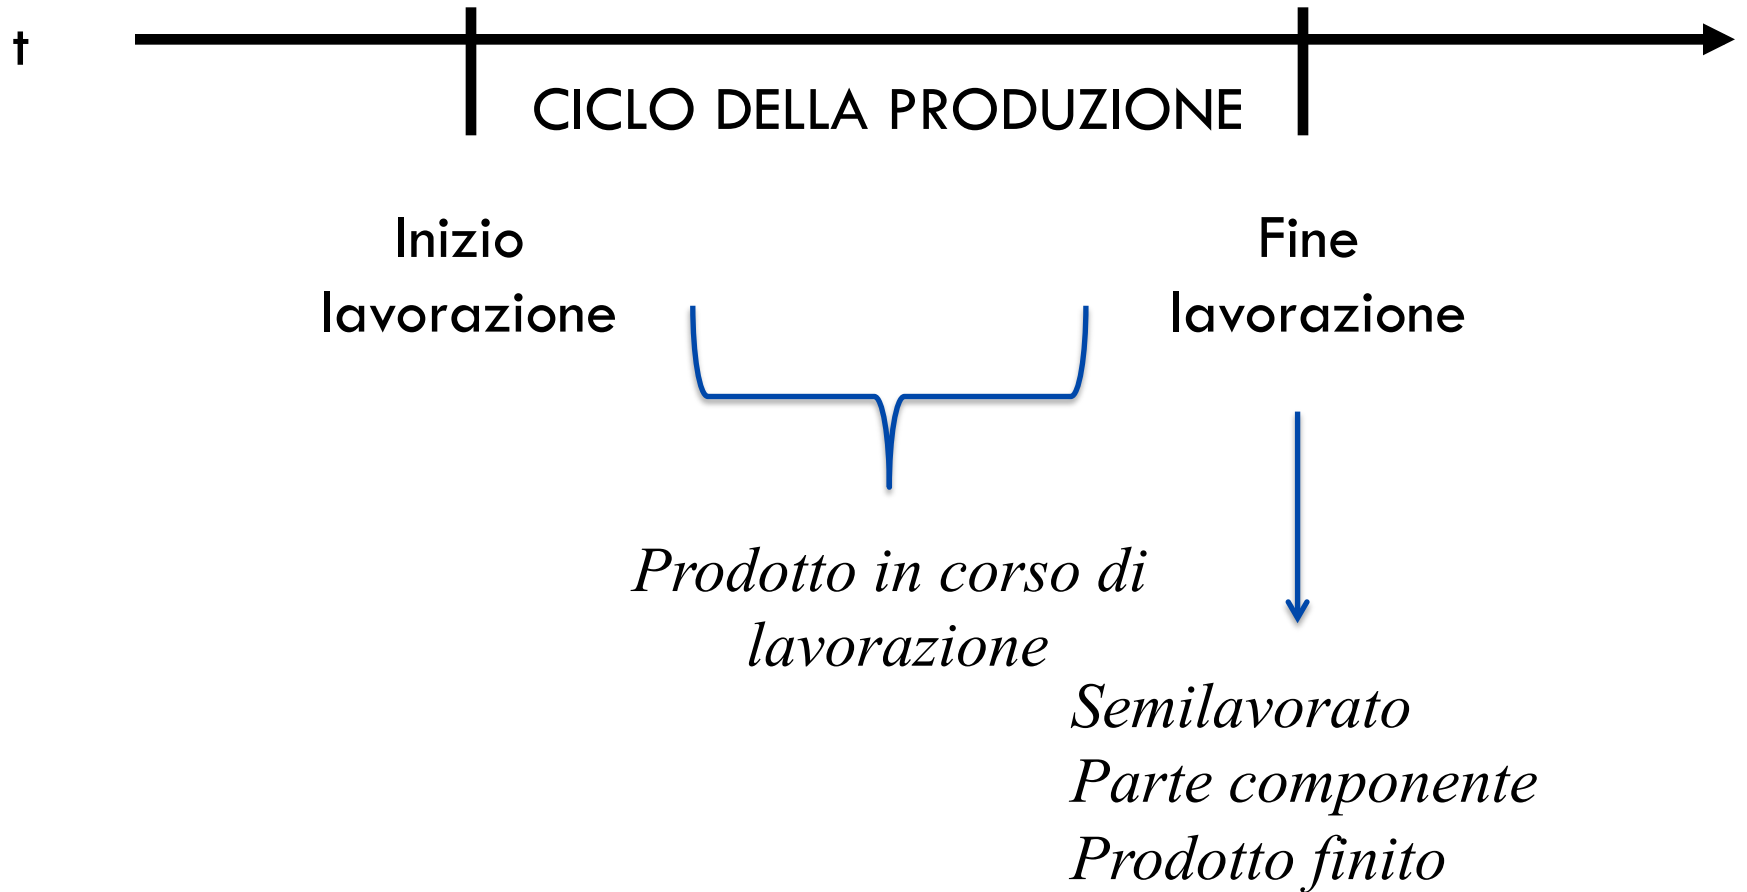 t
CICLO DELLA PRODUZIONE
Inizio
lavorazione
Fine
lavorazione
Prodotto in corso di
lavorazione
Semilavorato
Parte componente
Prodotto finito